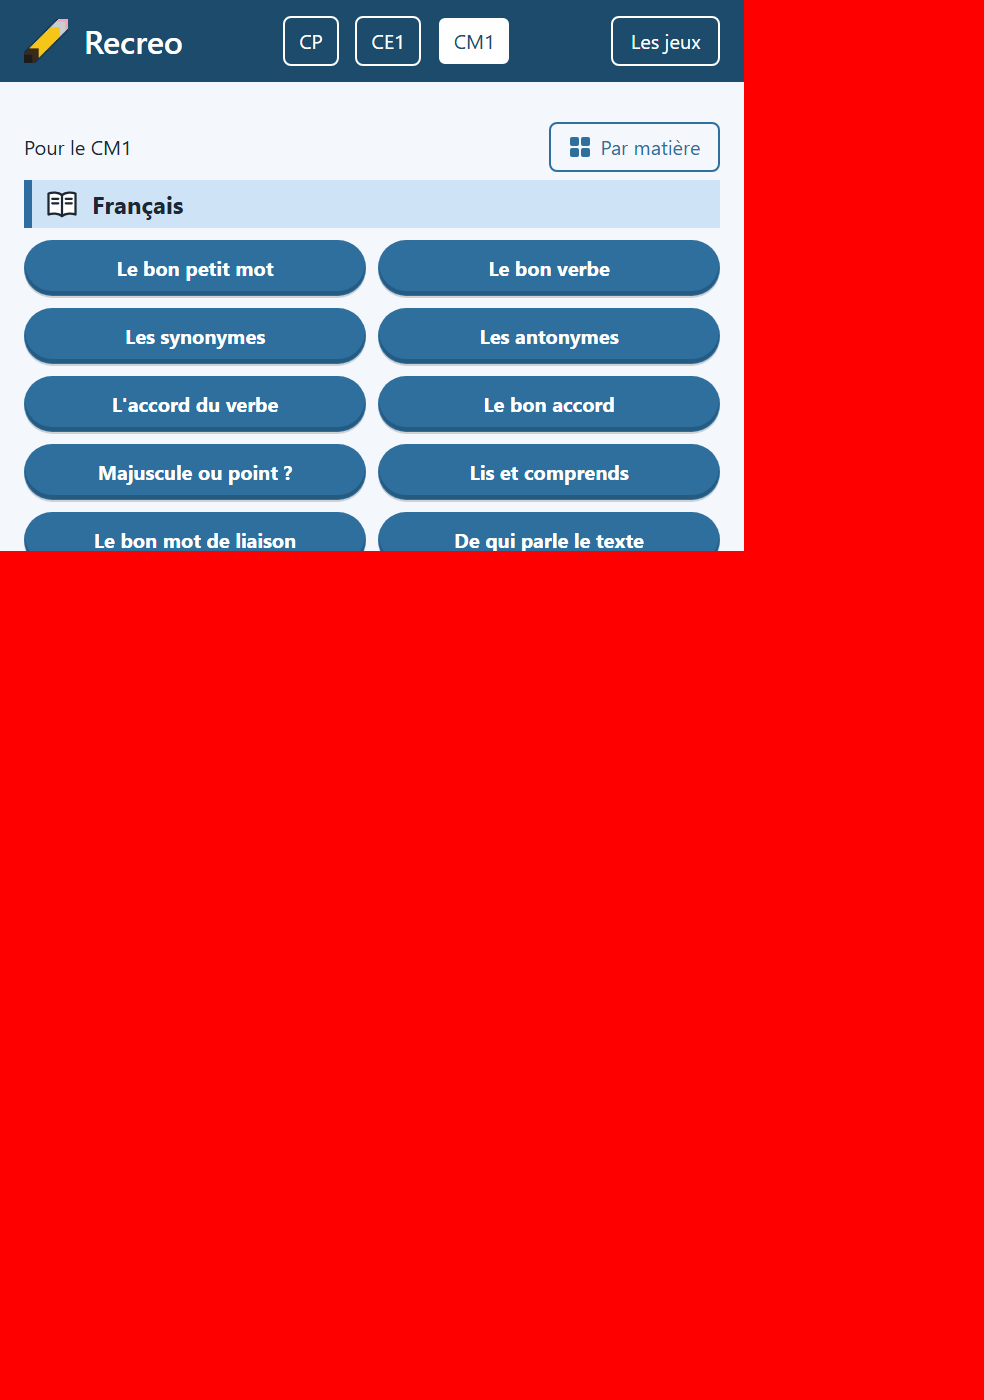 Recreo
CP
CE1
CM1
Les jeux
Pour le CM1
Par matière
Français
Le bon petit mot
Le bon verbe
Les synonymes
Les antonymes
L'accord du verbe
Le bon accord
Majuscule ou point ?
Lis et comprends
Le bon mot de liaison
De qui parle le texte